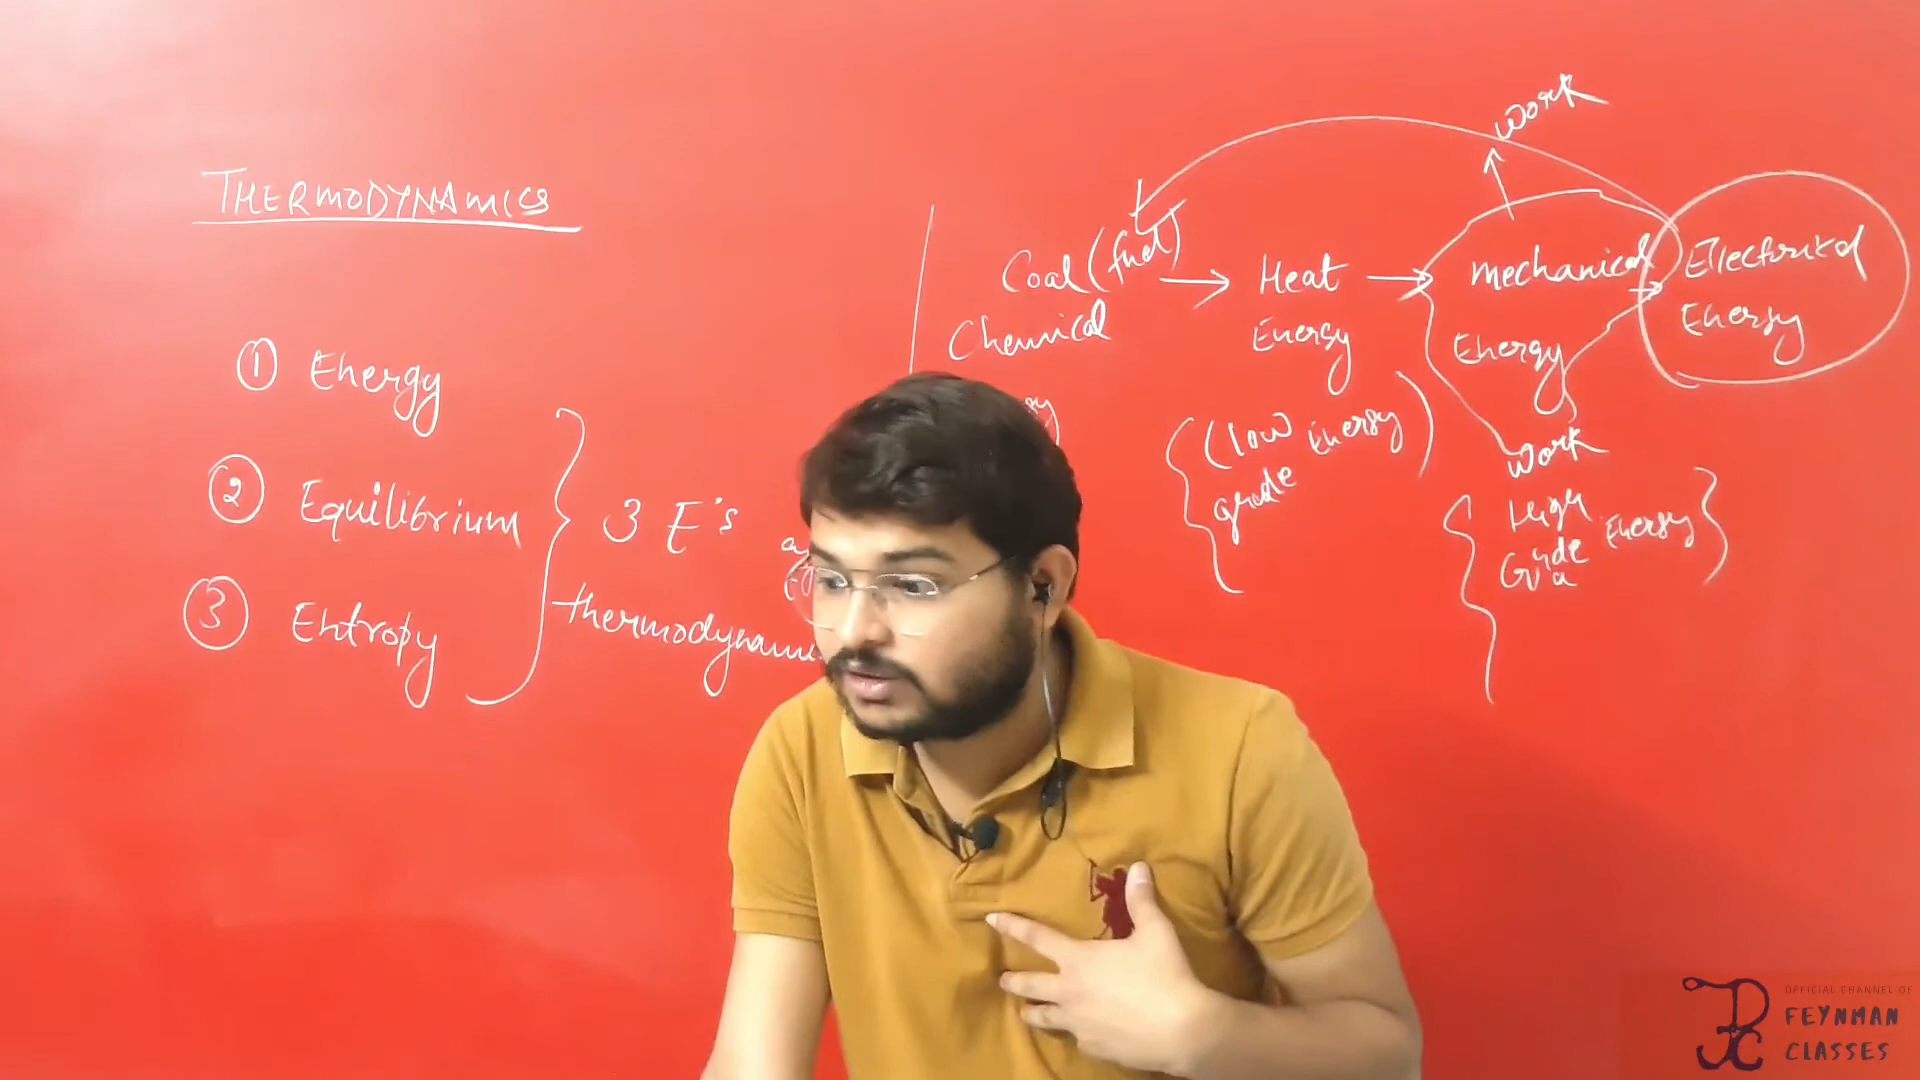 THERMODYNAMICS
① Energy
② Equilibrium
③ Entropy
3 E's
thermodynami
Work
Coal (fuel) → Heat → mechanical → Electrical
Chemical Energy Energy Energy
(low Energy)
grade
Work
High
Grade Energy
OFFICIAL CHANNEL OF
FEYNMAN
CLASSES